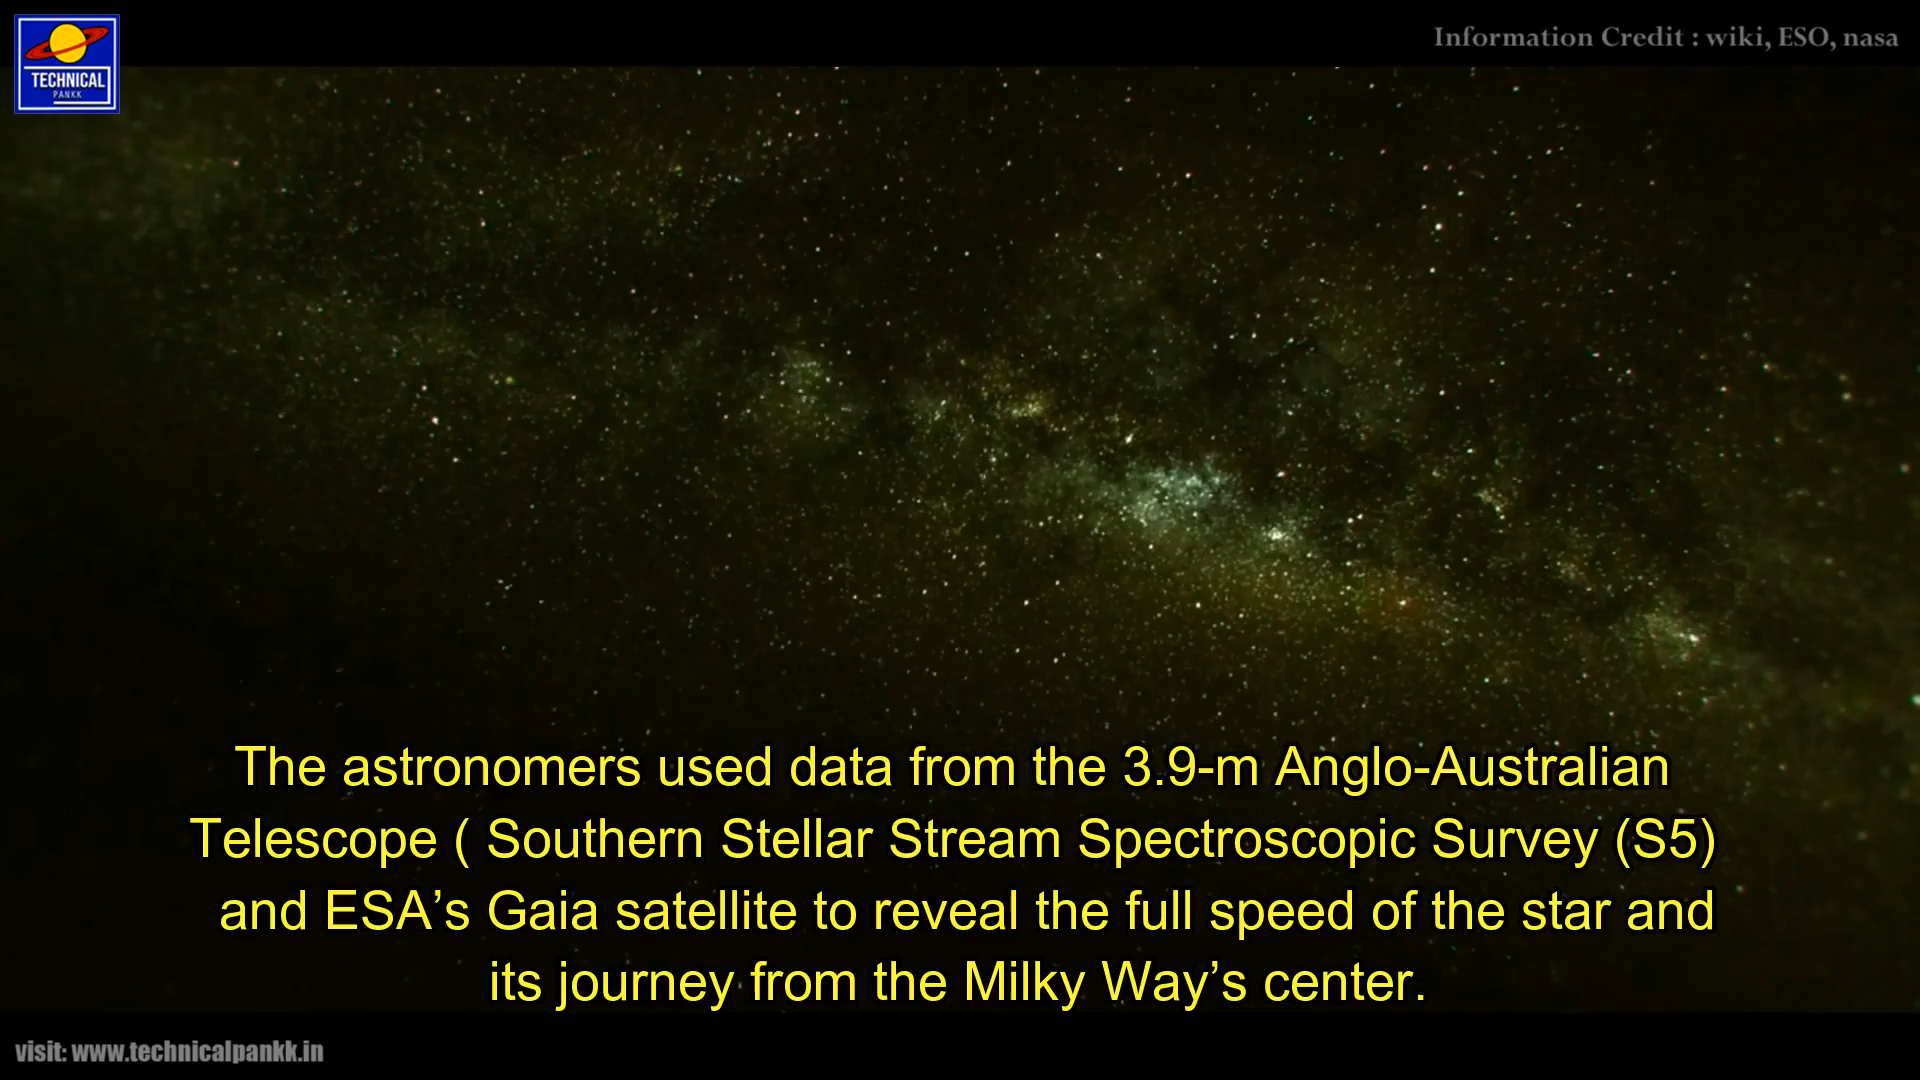 TECHNICAL
PANKK
Information Credit : wiki, ESO, nasa
The astronomers used data from the 3.9-m Anglo-Australian
Telescope ( Southern Stellar Stream Spectroscopic Survey (S5)
and ESA’s Gaia satellite to reveal the full speed of the star and
its journey from the Milky Way’s center.
visit: www.technicalpankk.in